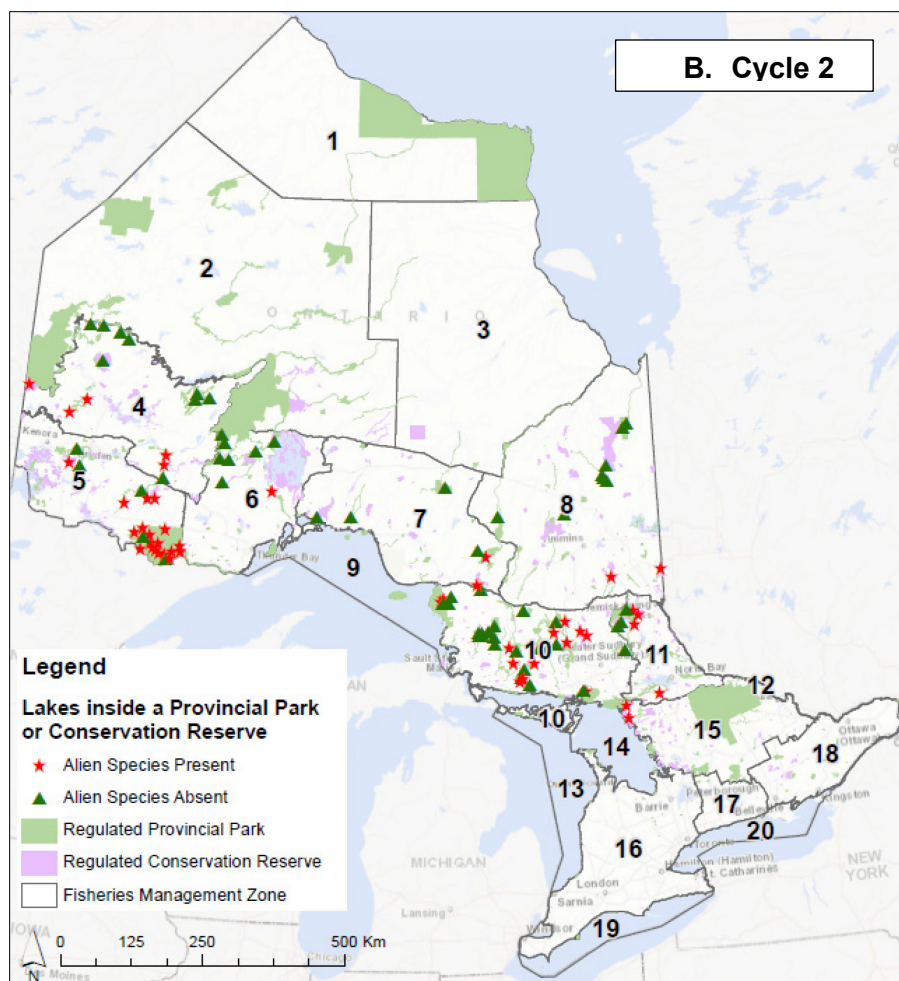 B. Cycle 2
1
2
ONTARIO
3
4
Kenora
5
6
7
8
Timmins
Thunder Bay
9
10
(Grand Sudbury)
11
North Bay
12
Sault Ste
10
15
14
18
Ottawa
(Ottawa)
13
Barrie
Peterborough
17
Belleville
Kingston
20
16
Toronto
Hamilton (Hamilton)
St. Catharines
MICHIGAN
NEW
YORK
London
Sarnia
Lansing
Windsor
19
Legend
Lakes inside a Provincial Park
or Conservation Reserve
Alien Species Present
Alien Species Absent
Regulated Provincial Park
Regulated Conservation Reserve
Fisheries Management Zone
IOWA
Des Moines
Chicago
0 125 250 500 Km
N